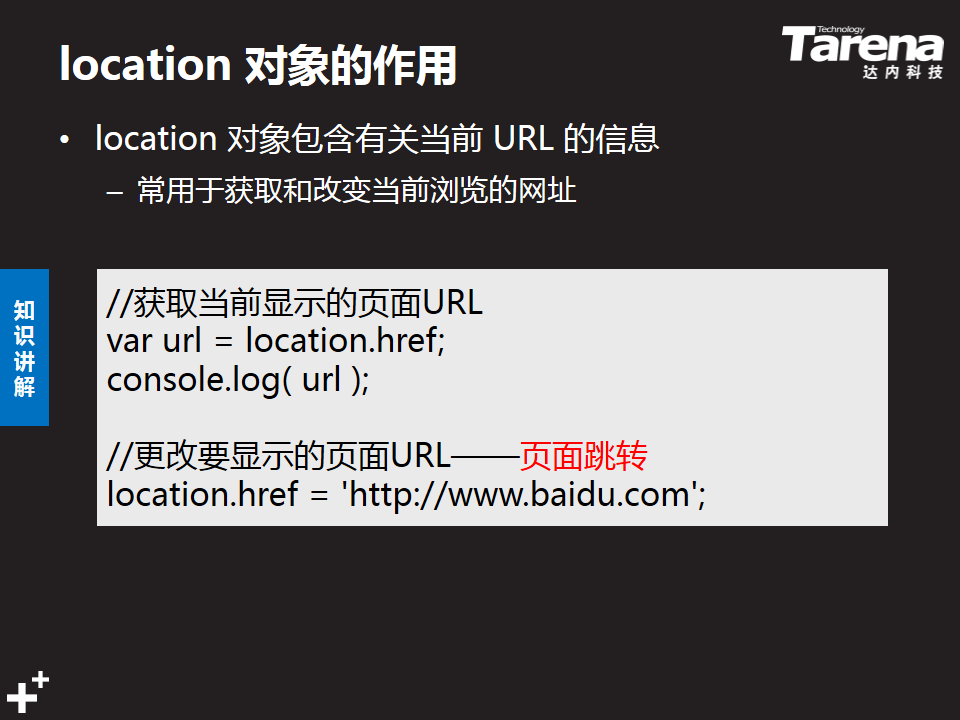 location 对象的作用
Technology
Tarena
达内科技
• location 对象包含有关当前 URL 的信息
– 常用于获取和改变当前浏览的网址
知识讲解
//获取当前显示的页面URL
var url = location.href;
console.log( url );
//更改要显示的页面URL——页面跳转
location.href = 'http://www.baidu.com';